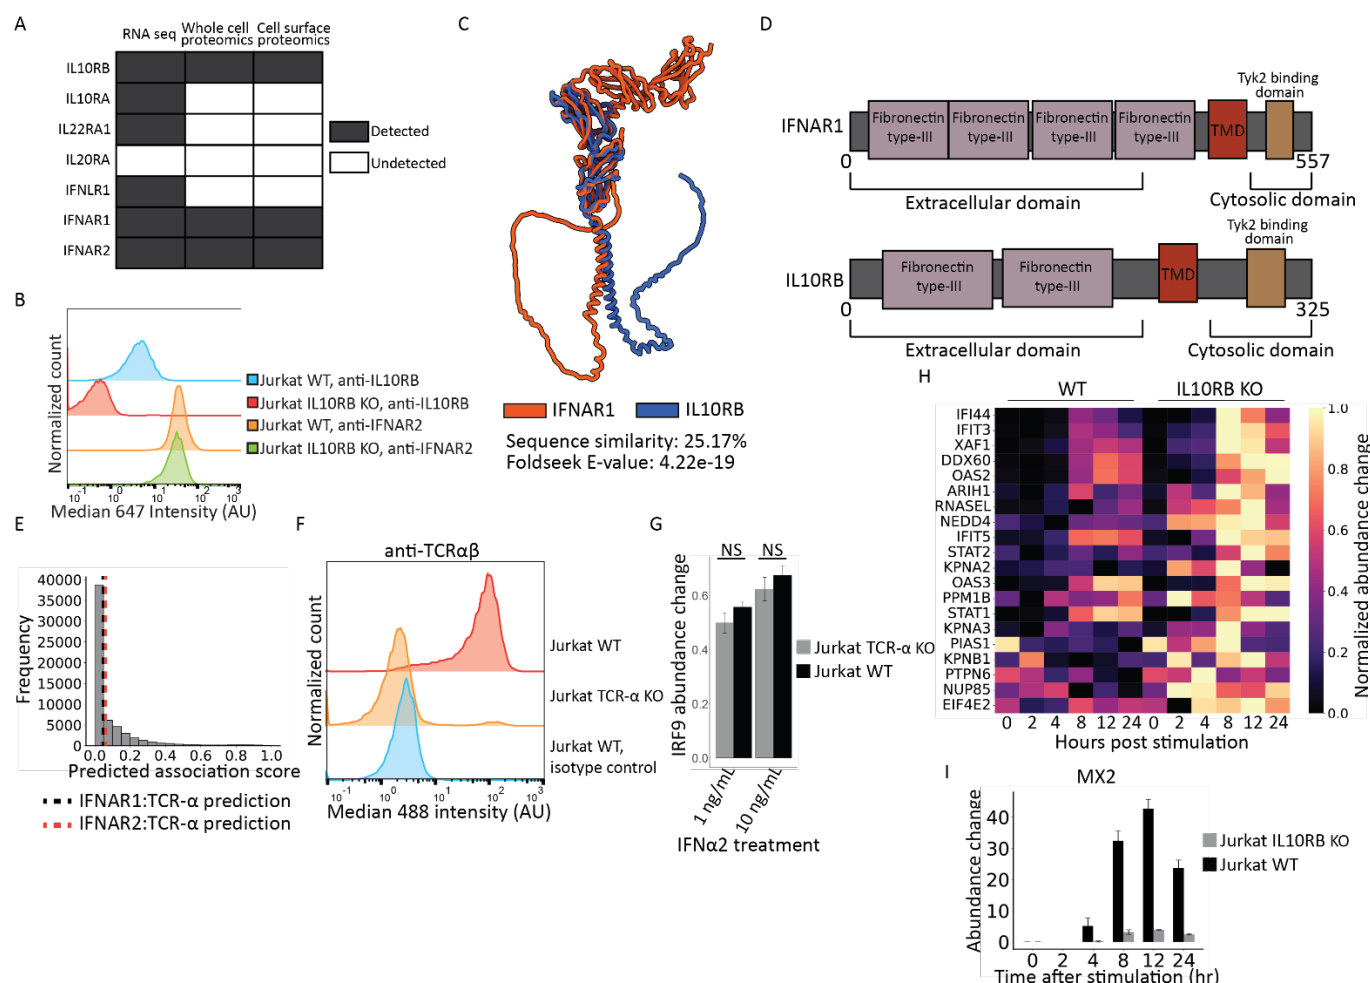 A
RNA seq
Whole cell
proteomics
Cell surface
proteomics
IL10RB
IL10RA
IL22RA1
IL20RA
IFNLR1
IFNAR1
IFNAR2
Detected
Undetected
B
Normalized count
10-1 100 101 102 103
Median 647 Intensity (AU)
Jurkat WT, anti-IL10RB
Jurkat IL10RB KO, anti-IL10RB
Jurkat WT, anti-IFNAR2
Jurkat IL10RB KO, anti-IFNAR2
C
IFNAR1
IL10RB
Sequence similarity: 25.17%
Foldseek E-value: 4.22e-19
D
Tyk2 binding
domain
IFNAR1
Fibronectin
type-III
Fibronectin
type-III
Fibronectin
type-III
Fibronectin
type-III
TMD
0
557
Extracellular domain
Cytosolic domain
Tyk2 binding
domain
IL10RB
Fibronectin
type-III
Fibronectin
type-III
TMD
0
325
Extracellular domain
Cytosolic domain
E
Frequency
40000
35000
30000
25000
20000
15000
10000
5000
0
0.0 0.2 0.4 0.6 0.8 1.0
Predicted association score
IFNAR1:TCR-α prediction
IFNAR2:TCR-α prediction
F
anti-TCRαβ
Normalized count
Jurkat WT
Jurkat TCR-α KO
Jurkat WT,
isotype control
10-1 100 101 102 103
Median 488 intensity (AU)
G
NS NS
IRF9 abundance change
0.6
0.4
0.2
0.0
1 ng/mL
10 ng/mL
IFNα2 treatment
Jurkat TCR-α KO
Jurkat WT
H
WT
IL10RB KO
IFI44
IFIT3
XAF1
DDX60
OAS2
ARIH1
RNASEL
NEDD4
IFIT5
STAT2
KPNA2
OAS3
PPM1B
STAT1
KPNA3
PIAS1
KPNB1
PTPN6
NUP85
EIF4E2
0 2 4 8 12 24 0 2 4 8 12 24
Hours post stimulation
1.0
0.8
0.6
0.4
0.2
0.0
Normalized abundance change
I
MX2
Abundance change
40
30
20
10
0
0 2 4 8 12 24
Time after stimulation (hr)
Jurkat IL10RB KO
Jurkat WT